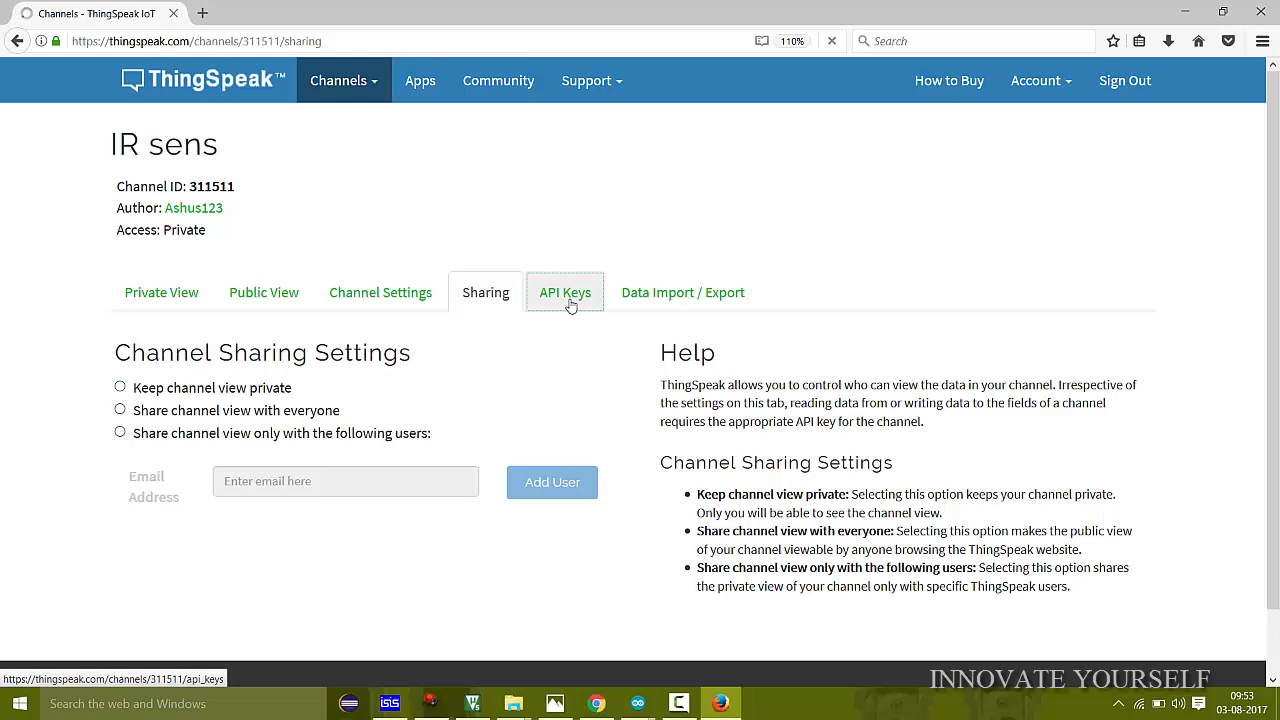 Channels - ThingSpeak IoT
https://thingspeak.com/channels/311511/sharing
110%
Search
ThingSpeak™
Channels
Apps
Community
Support
How to Buy
Account
Sign Out
IR sens
Channel ID: 311511
Author: Ashus123
Access: Private
Private View
Public View
Channel Settings
Sharing
API Keys
Data Import / Export
Channel Sharing Settings
Keep channel view private
Share channel view with everyone
Share channel view only with the following users:
Email
Address
Enter email here
Add User
Help
ThingSpeak allows you to control who can view the data in your channel. Irrespective of
the settings on this tab, reading data from or writing data to the fields of a channel
requires the appropriate API key for the channel.
Channel Sharing Settings
Keep channel view private: Selecting this option keeps your channel private.
Only you will be able to see the channel view.
Share channel view with everyone: Selecting this option makes the public view
of your channel viewable by anyone browsing the ThingSpeak website.
Share channel view only with the following users: Selecting this option shares
the private view of your channel only with specific ThingSpeak users.
https://thingspeak.com/channels/311511/api_keys
INNOVATE YOURSELF
Search the web and Windows
isis
09:53
03-08-2017